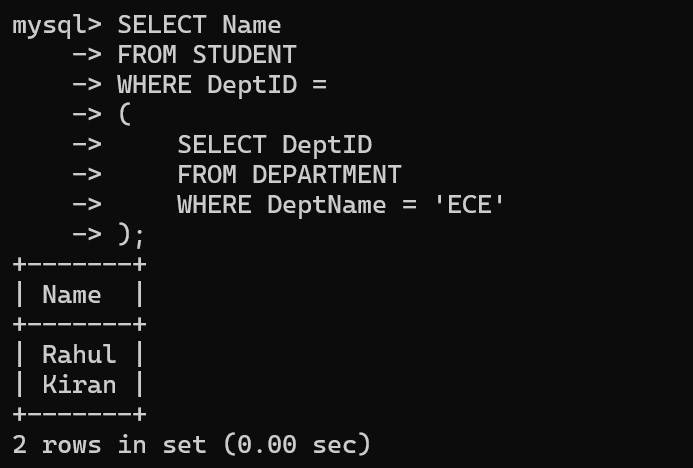 mysql> SELECT Name
    -> FROM STUDENT
    -> WHERE DeptID =
    -> (
    ->     SELECT DeptID
    ->     FROM DEPARTMENT
    ->     WHERE DeptName = 'ECE'
    -> );
+-------+
| Name  |
+-------+
| Rahul |
| Kiran |
+-------+
2 rows in set (0.00 sec)